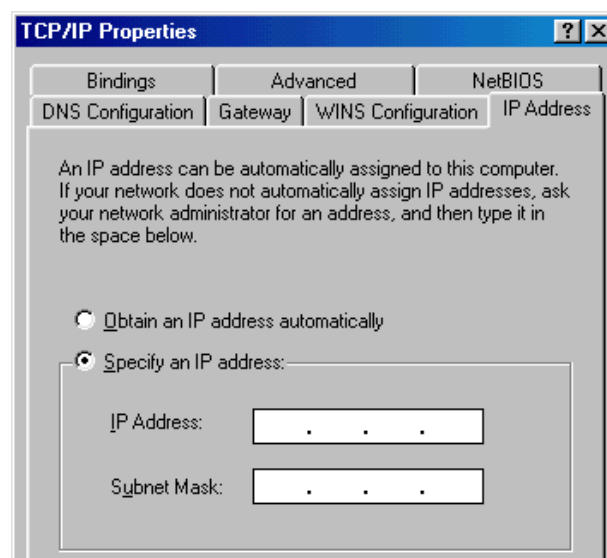 TCP/IP Properties
Bindings Advanced NetBIOS
DNS Configuration Gateway WINS Configuration IP Address
An IP address can be automatically assigned to this computer.
If your network does not automatically assign IP addresses, ask
your network administrator for an address, and then type it in
the space below.
Obtain an IP address automatically
Specify an IP address:
IP Address: . . .
Subnet Mask: . . .